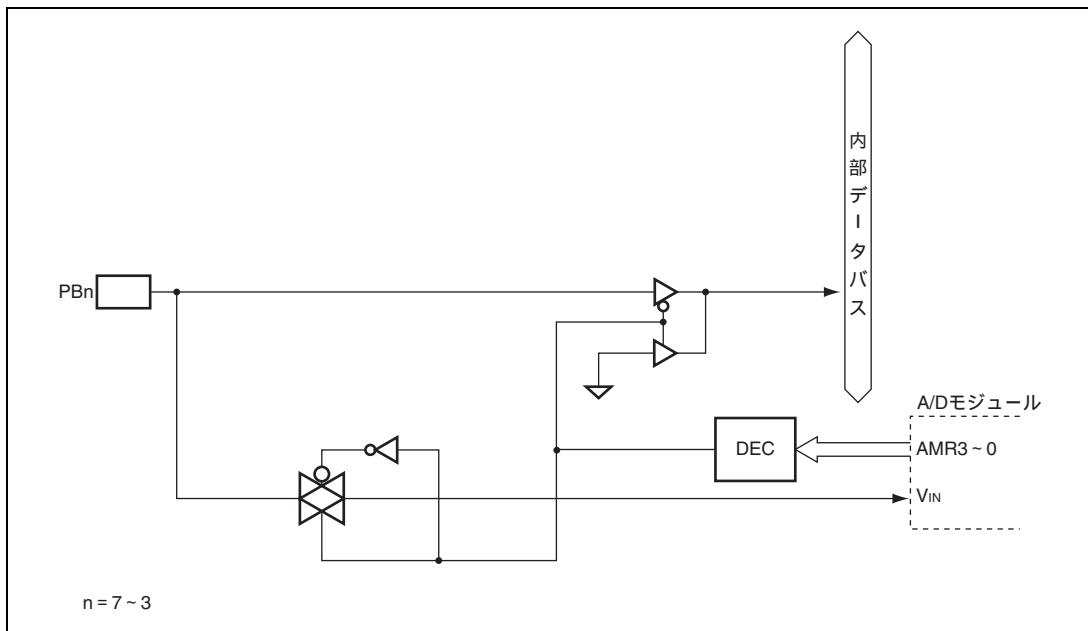 内部データバス
PBn
A/Dモジュール
DEC
AMR3 ~ 0
VIN
n = 7 ~ 3